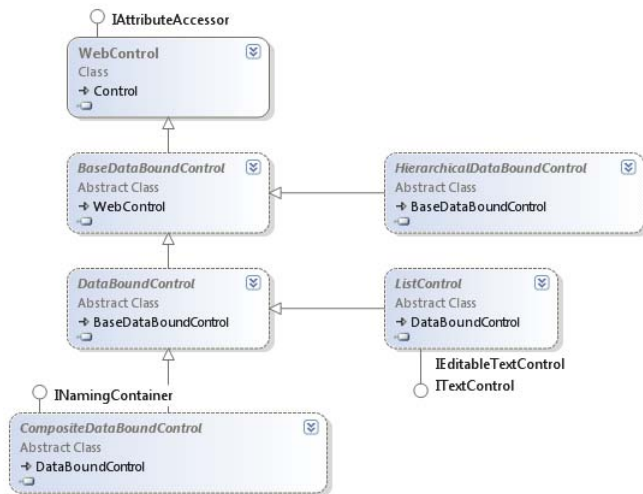 IAttributeAccessor
WebControl
Class
Control
BaseDataBoundControl
Abstract Class
WebControl
HierarchicalDataBoundControl
Abstract Class
BaseDataBoundControl
DataBoundControl
Abstract Class
BaseDataBoundControl
ListControl
Abstract Class
DataBoundControl
IEditableTextControl
ITextControl
INamingContainer
CompositeDataBoundControl
Abstract Class
DataBoundControl